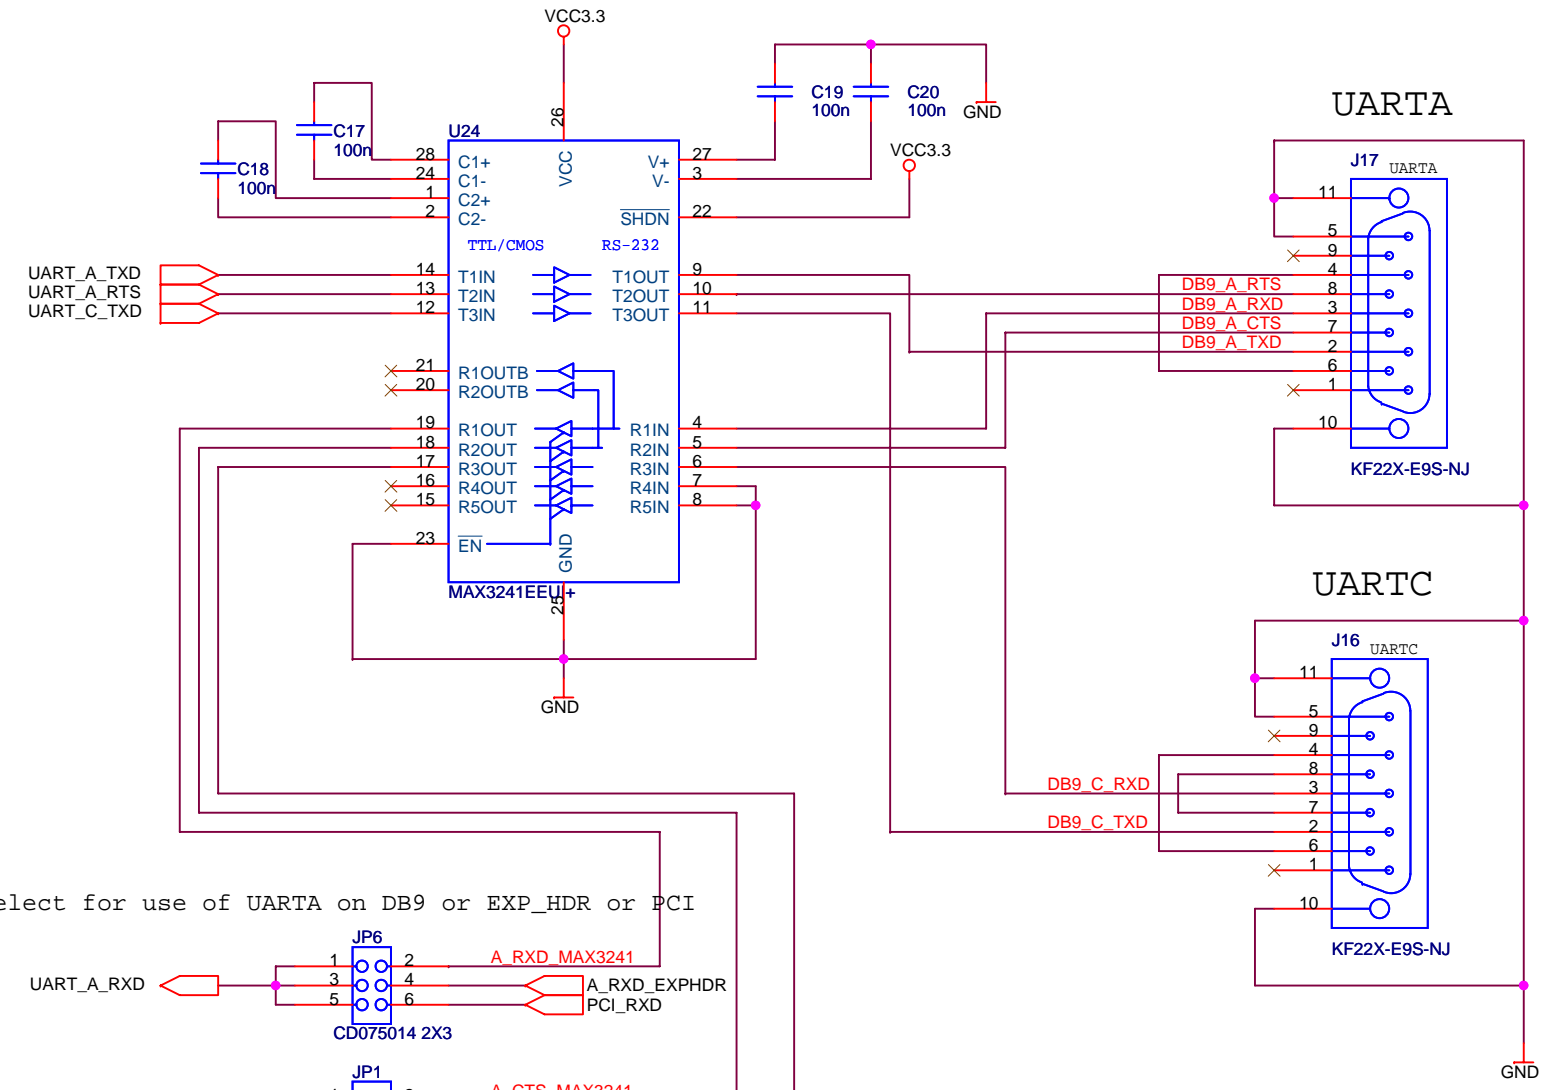 VCC3.3
C19
100n
C20
100n
GND
C17
100n
C18
100n
U24
26
VCC
28 C1+
24 C1-
1 C2+
2 C2-
V+ 27
V- 3
VCC3.3
SHDN 22
TTL/CMOS RS-232
UART_A_TXD 14 T1IN T1OUT 9
UART_A_RTS 13 T2IN T2OUT 10
UART_C_TXD 12 T3IN T3OUT 11
21 R1OUTB
20 R2OUTB
19 R1OUT R1IN 4
18 R2OUT R2IN 5
17 R3OUT R3IN 6
16 R4OUT R4IN 7
15 R5OUT R5IN 8
23 EN
GND
MAX3241EEUI+
25
GND
UARTA
J17 UARTA
11
5
9
4
DB9_A_RTS 8
DB9_A_RXD 3
DB9_A_CTS 7
DB9_A_TXD 2
6
1
10
KF22X-E9S-NJ
UARTC
J16 UARTC
11
5
9
4
8
DB9_C_RXD 3
7
DB9_C_TXD 2
6
1
10
KF22X-E9S-NJ
GND
elect for use of UARTA on DB9 or EXP_HDR or PCI
JP6
1 2 A_RXD_MAX3241
UART_A_RXD 3 4 A_RXD_EXPHDR
5 6 PCI_RXD
CD075014 2X3
JP1
A_CTS_MAX3241